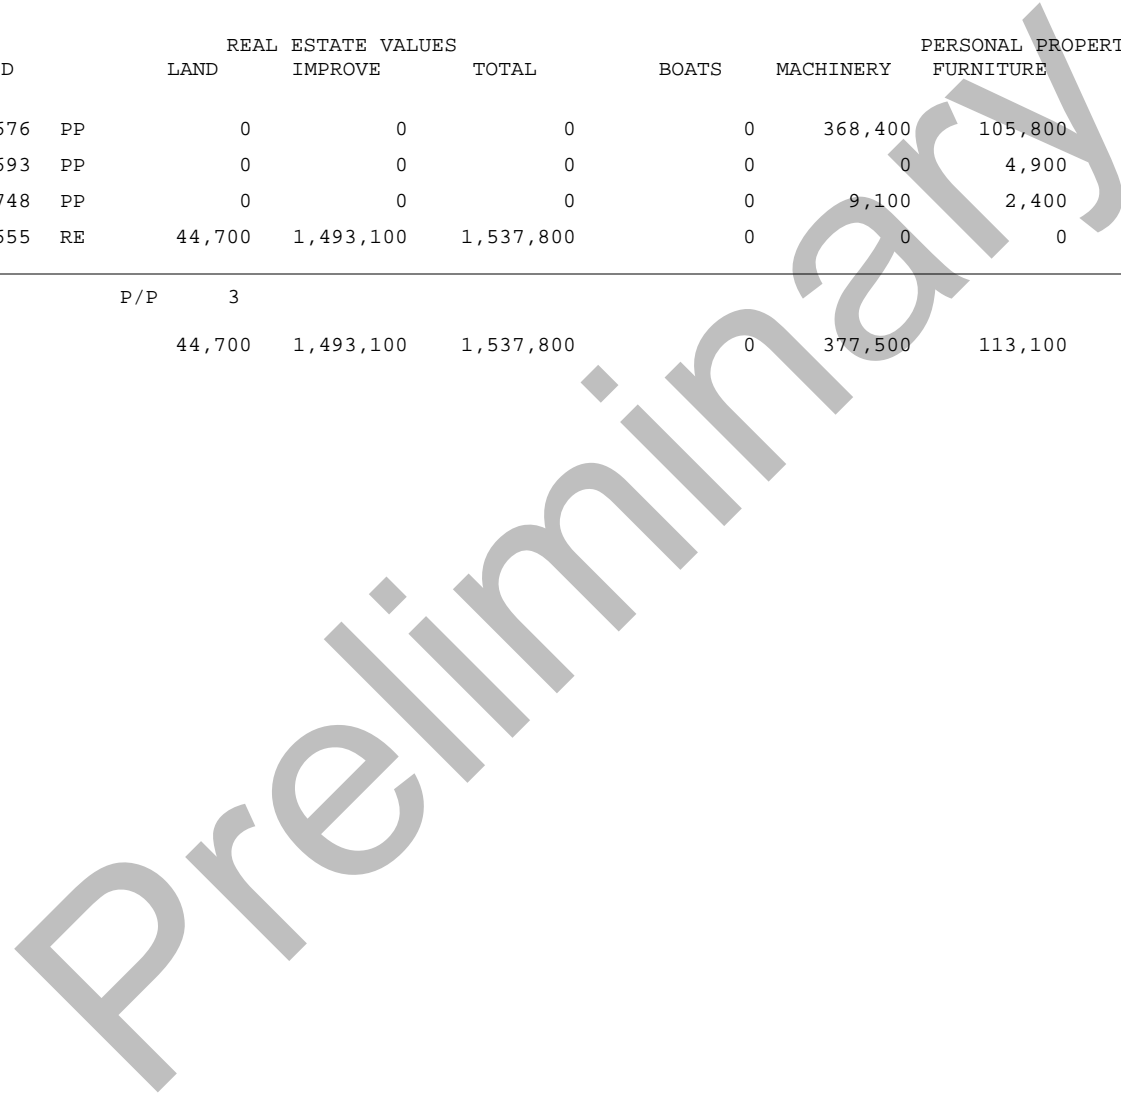 REAL ESTATE VALUES PERSONAL PROPERT
D LAND IMPROVE TOTAL BOATS MACHINERY FURNITURE
576 PP 0 0 0 0 368,400 105,800
593 PP 0 0 0 0 0 4,900
748 PP 0 0 0 0 9,100 2,400
555 RE 44,700 1,493,100 1,537,800 0 0 0
P/P 3
44,700 1,493,100 1,537,800 0 377,500 113,100
Preliminary